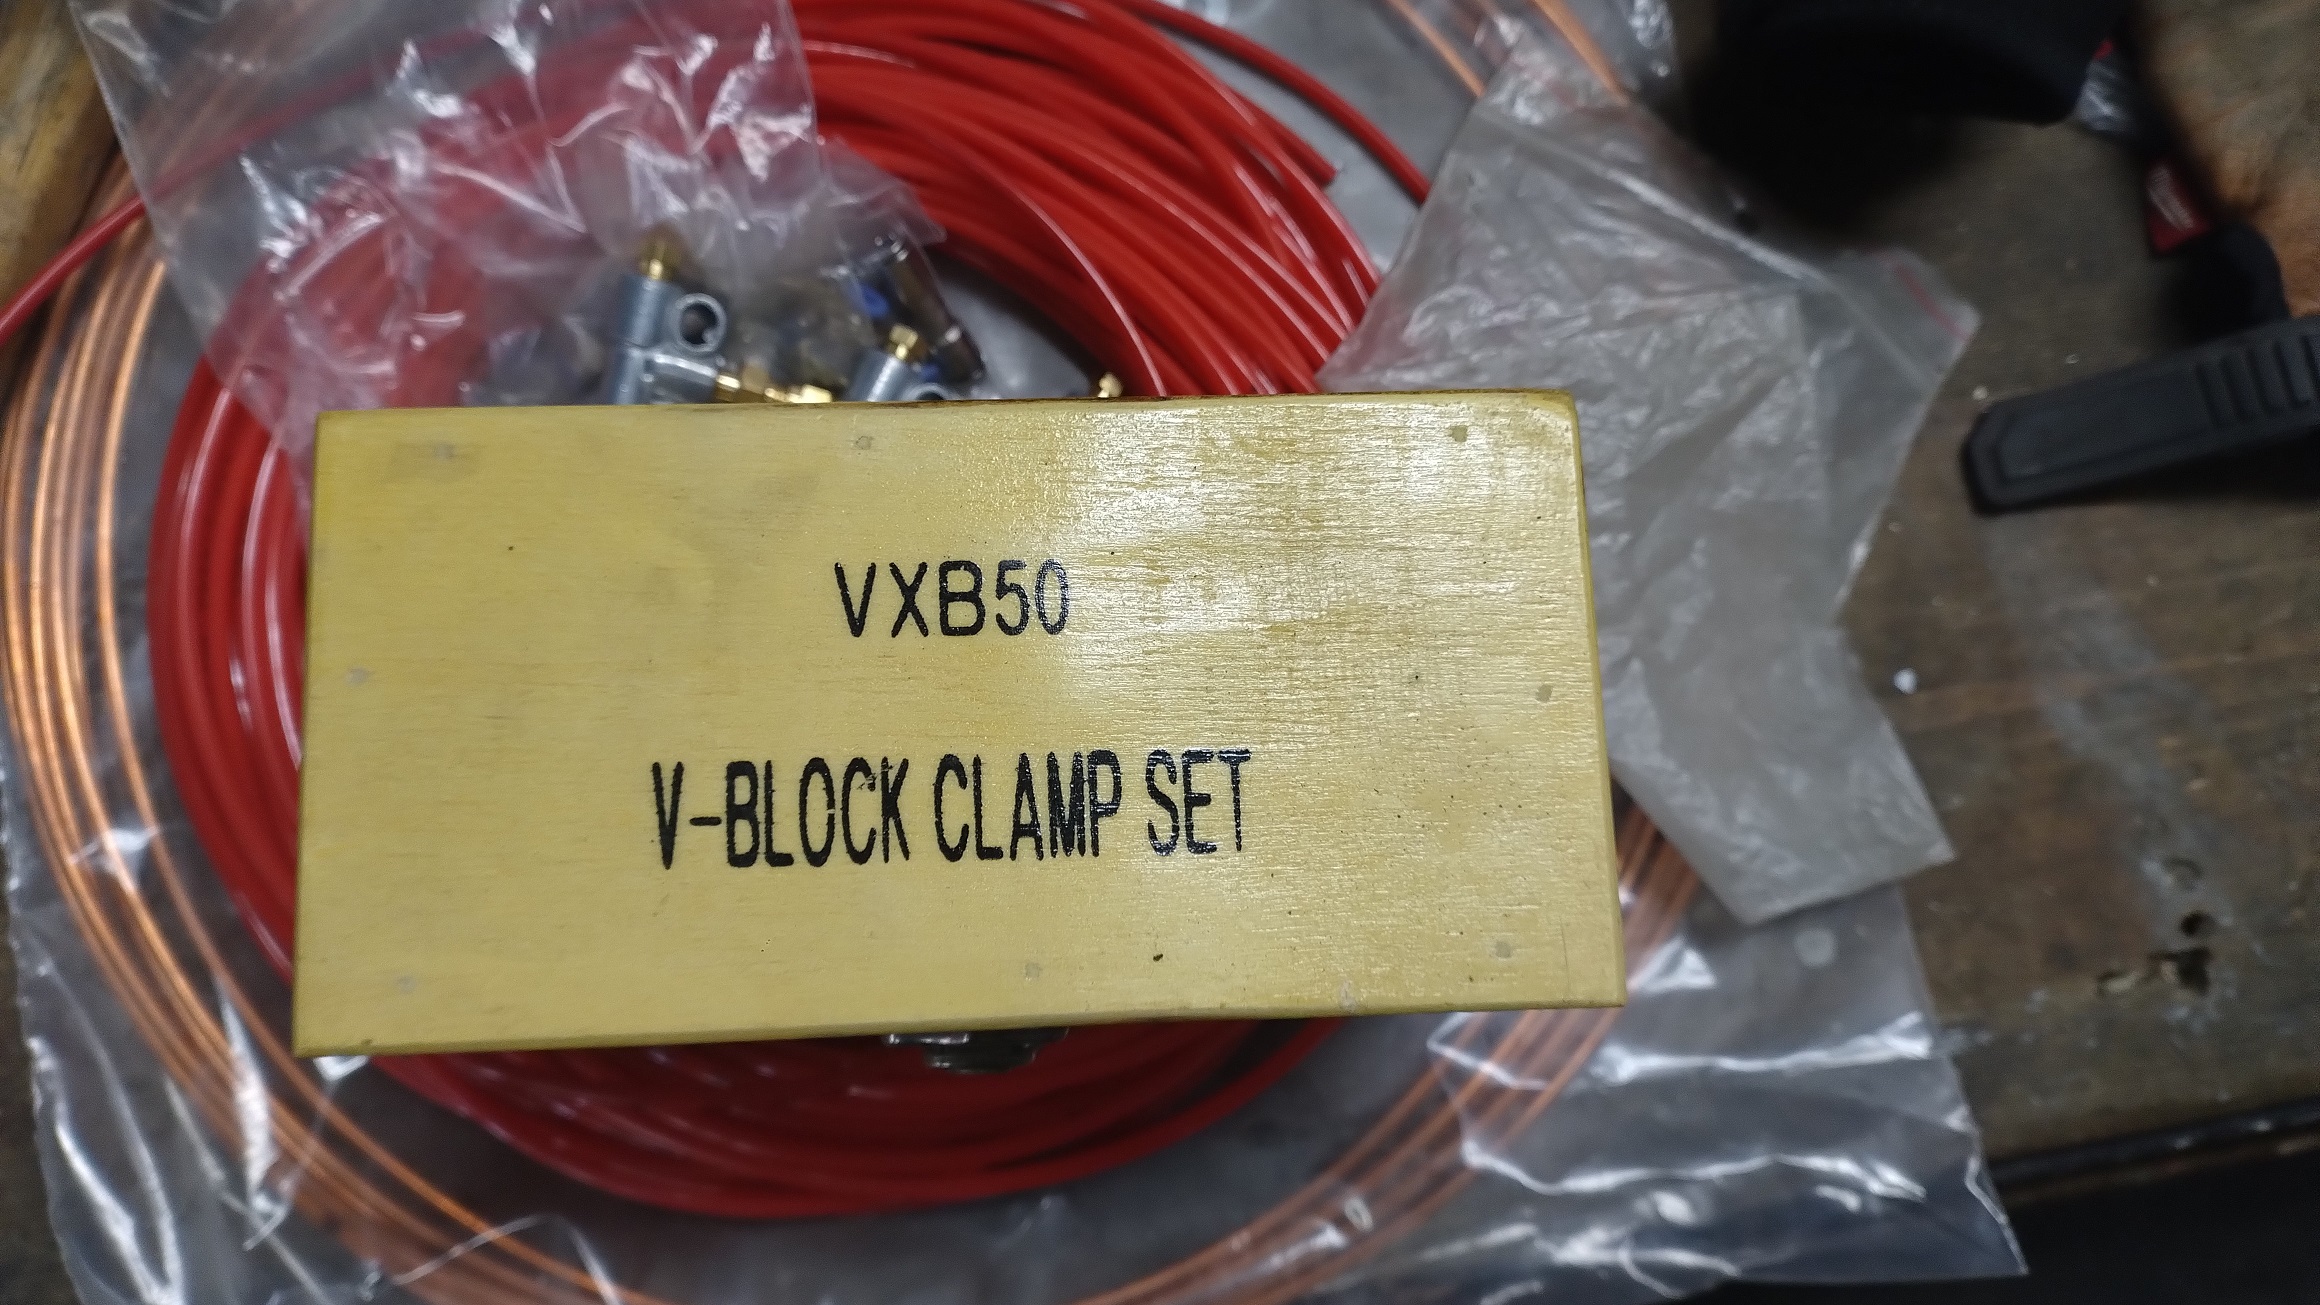 VXB50
V-BLOCK CLAMP SET